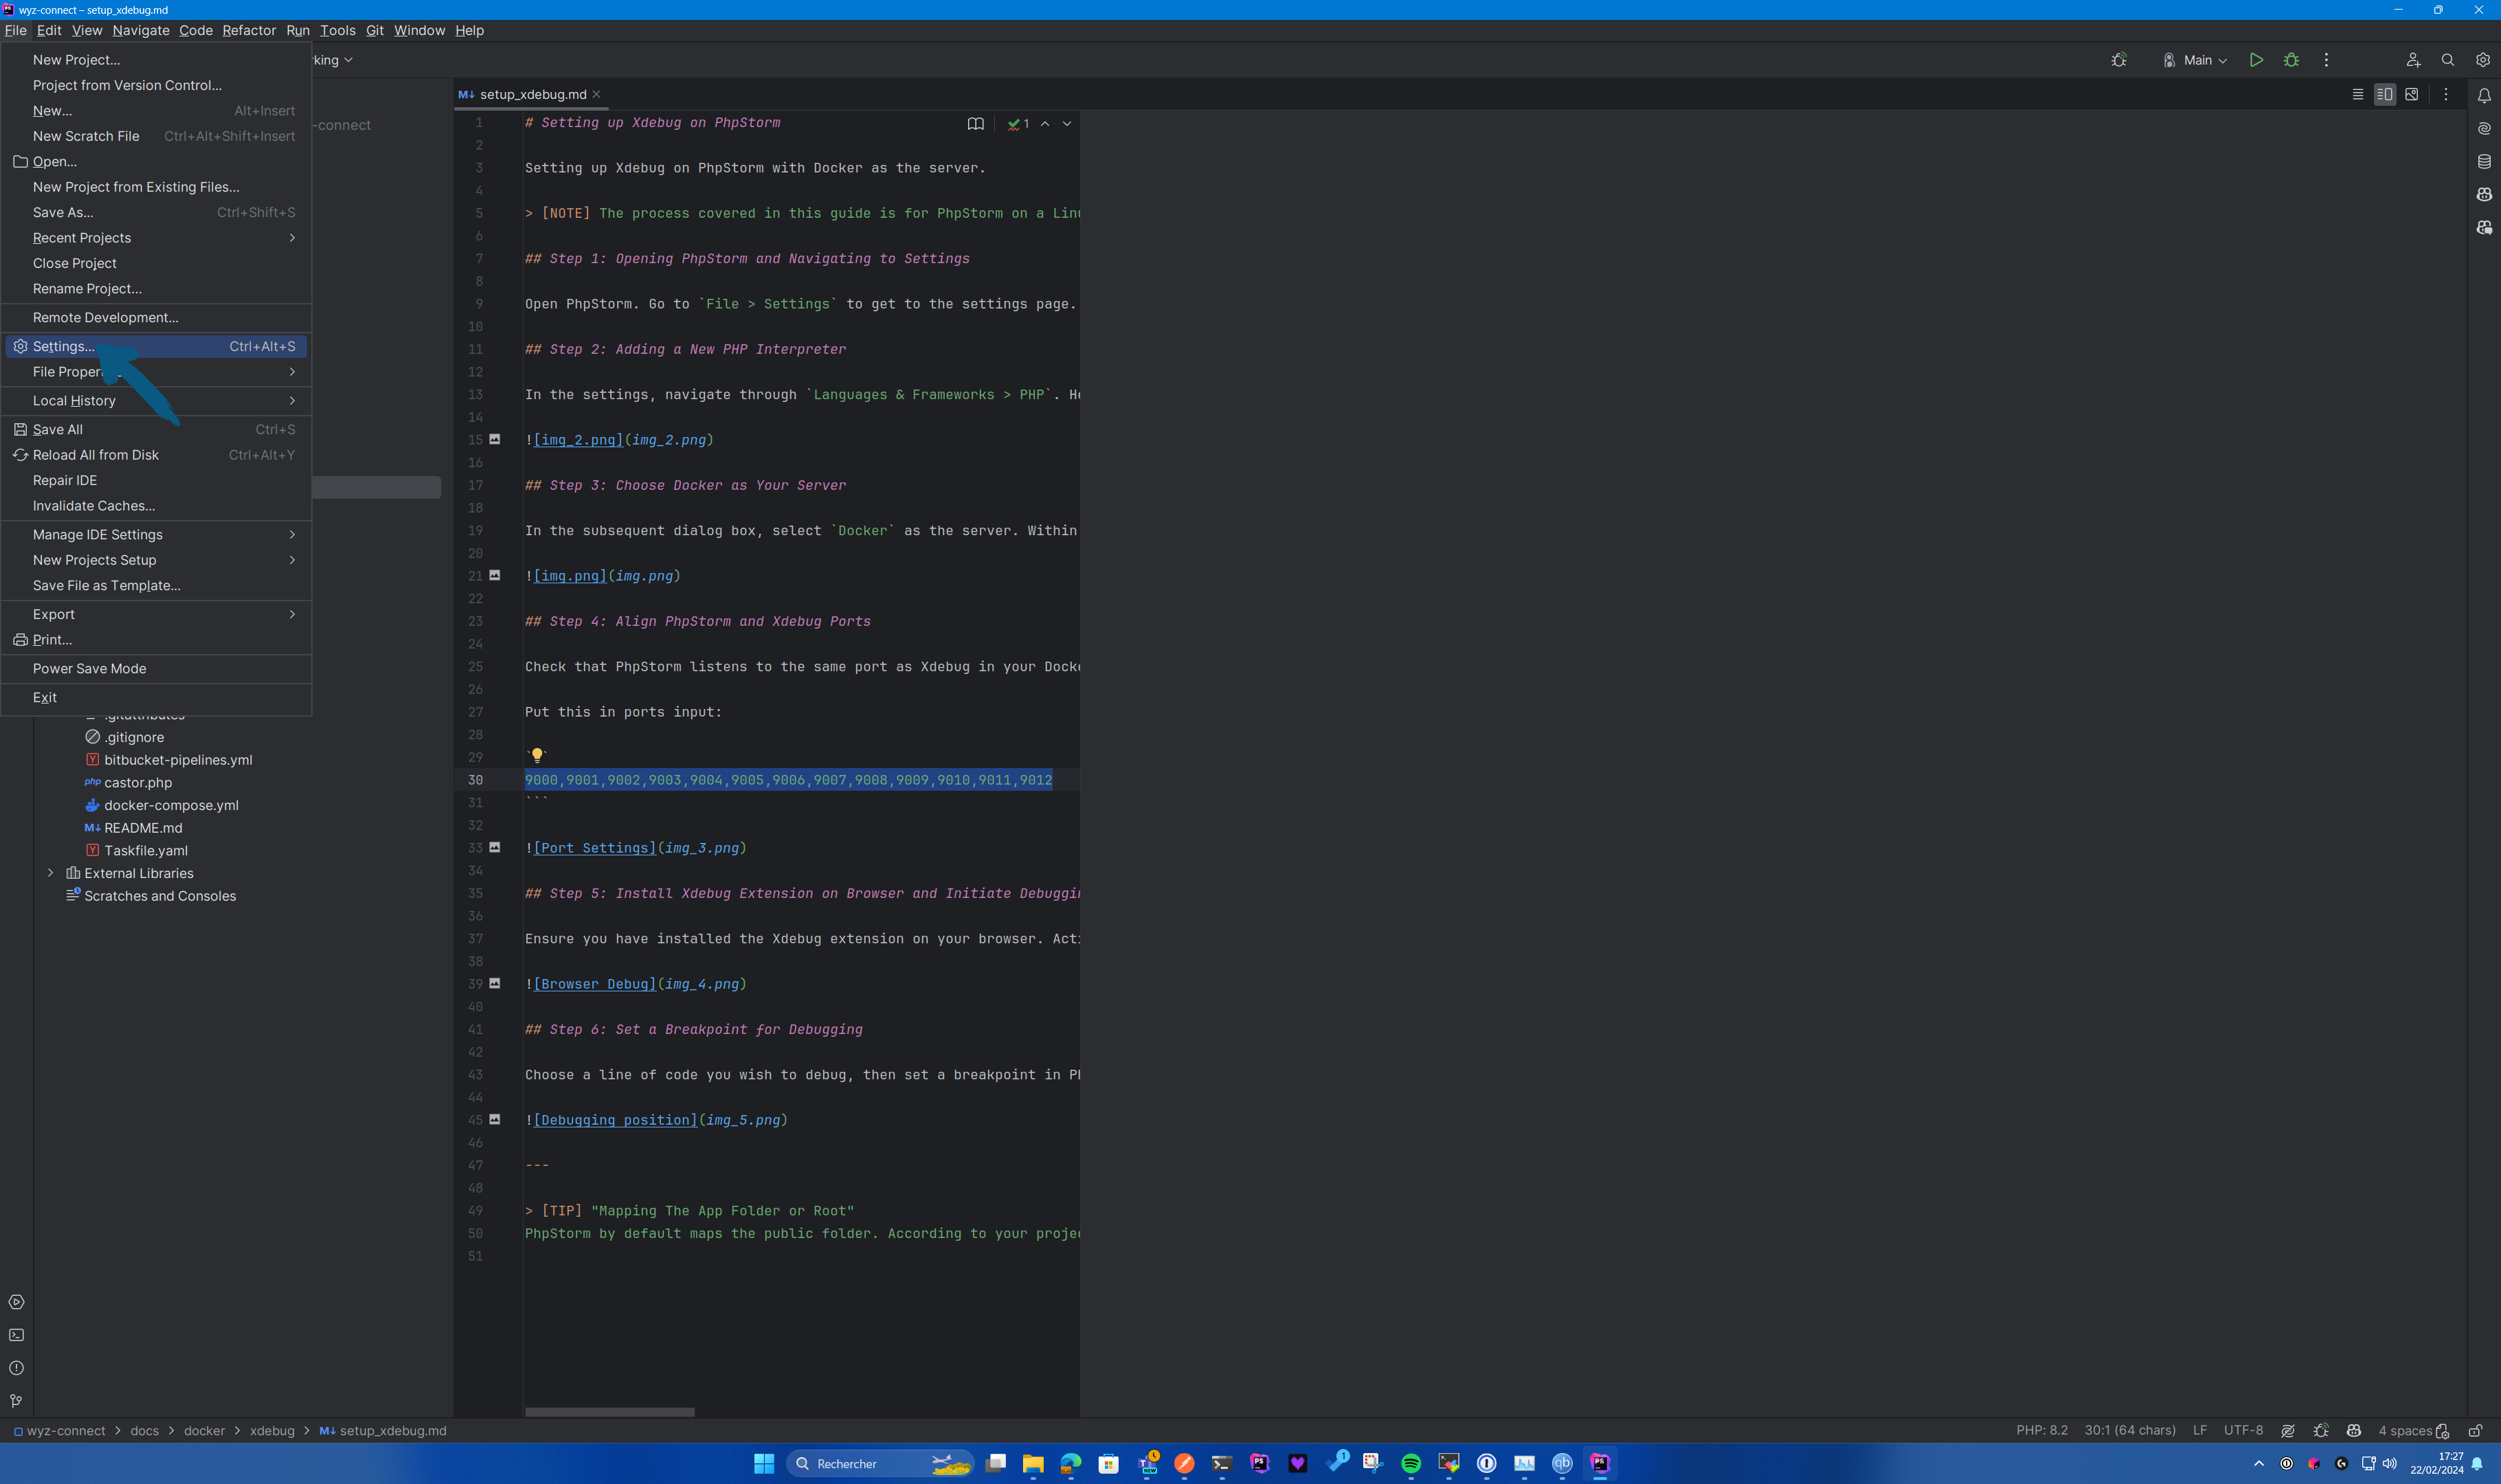 wyz-connect – setup_xdebug.md
File Edit View Navigate Code Refactor Run Tools Git Window Help
New Project...
Project from Version Control...
New... Alt+Insert
New Scratch File Ctrl+Alt+Shift+Insert
Open...
New Project from Existing Files...
Save As... Ctrl+Shift+S
Recent Projects
Close Project
Rename Project...
Remote Development...
Settings... Ctrl+Alt+S
File Proper
Local History
Save All Ctrl+S
Reload All from Disk Ctrl+Alt+Y
Repair IDE
Invalidate Caches...
Manage IDE Settings
New Projects Setup
Save File as Template...
Export
Print...
Power Save Mode
Exit
king
Main
-connect
.gitattributes
.gitignore
bitbucket-pipelines.yml
php castor.php
docker-compose.yml
M↓ README.md
Taskfile.yaml
External Libraries
Scratches and Consoles
M↓ setup_xdebug.md
1 # Setting up Xdebug on PhpStorm
1
2
3 Setting up Xdebug on PhpStorm with Docker as the server.
4
5 > [NOTE] The process covered in this guide is for PhpStorm on a Linu
6
7 ## Step 1: Opening PhpStorm and Navigating to Settings
8
9 Open PhpStorm. Go to `File > Settings` to get to the settings page.
10
11 ## Step 2: Adding a New PHP Interpreter
12
13 In the settings, navigate through `Languages & Frameworks > PHP`. He
14
15 ![img_2.png](img_2.png)
16
17 ## Step 3: Choose Docker as Your Server
18
19 In the subsequent dialog box, select `Docker` as the server. Within
20
21 ![img.png](img.png)
22
23 ## Step 4: Align PhpStorm and Xdebug Ports
24
25 Check that PhpStorm listens to the same port as Xdebug in your Docke
26
27 Put this in ports input:
28
29 ` `
30 9000,9001,9002,9003,9004,9005,9006,9007,9008,9009,9010,9011,9012
31 ```
32
33 ![Port Settings](img_3.png)
34
35 ## Step 5: Install Xdebug Extension on Browser and Initiate Debuggin
36
37 Ensure you have installed the Xdebug extension on your browser. Acti
38
39 ![Browser Debug](img_4.png)
40
41 ## Step 6: Set a Breakpoint for Debugging
42
43 Choose a line of code you wish to debug, then set a breakpoint in Ph
44
45 ![Debugging position](img_5.png)
46
47 ---
48
49 > [TIP] "Mapping The App Folder or Root"
50 PhpStorm by default maps the public folder. According to your projec
51
wyz-connect > docs > docker > xdebug > M↓ setup_xdebug.md
PHP: 8.2 30:1 (64 chars) LF UTF-8 4 spaces
Rechercher
NEW
PS
1
qb
PS
17:27
22/02/2024